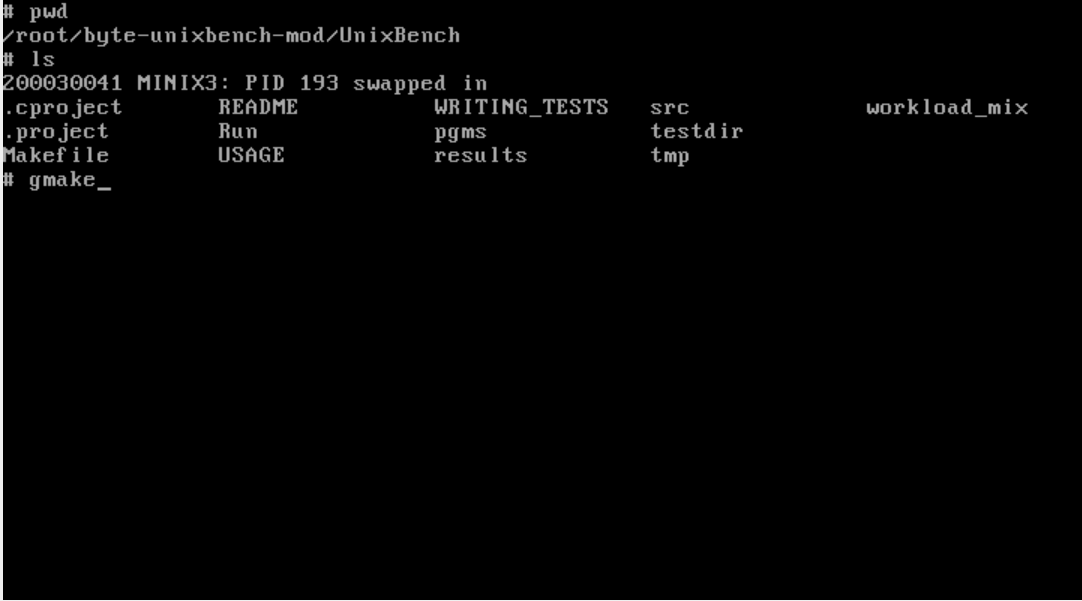 # pwd
/root/byte-unixbench-mod/UnixBench
# ls
200030041 MINIX3: PID 193 swapped in
.cproject README WRITING_TESTS src workload_mix
.project Run pgms testdir
Makefile USAGE results tmp
# gmake_